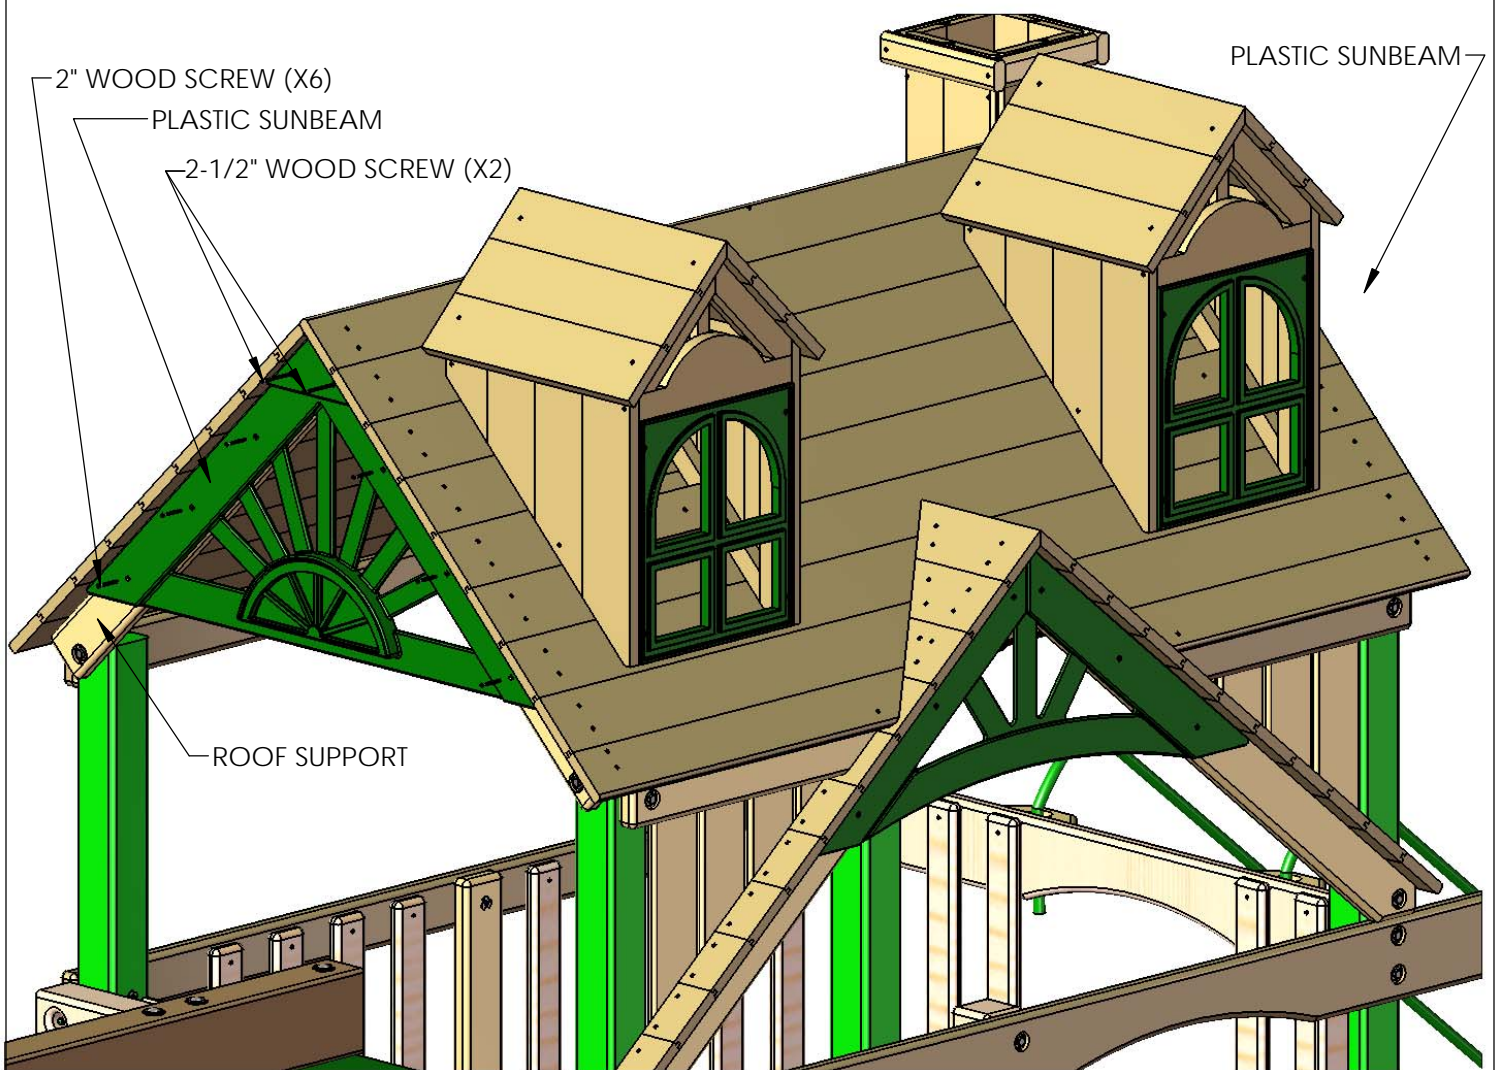 2" WOOD SCREW (X6)
PLASTIC SUNBEAM
PLASTIC SUNBEAM
2-1/2" WOOD SCREW (X2)
ROOF SUPPORT